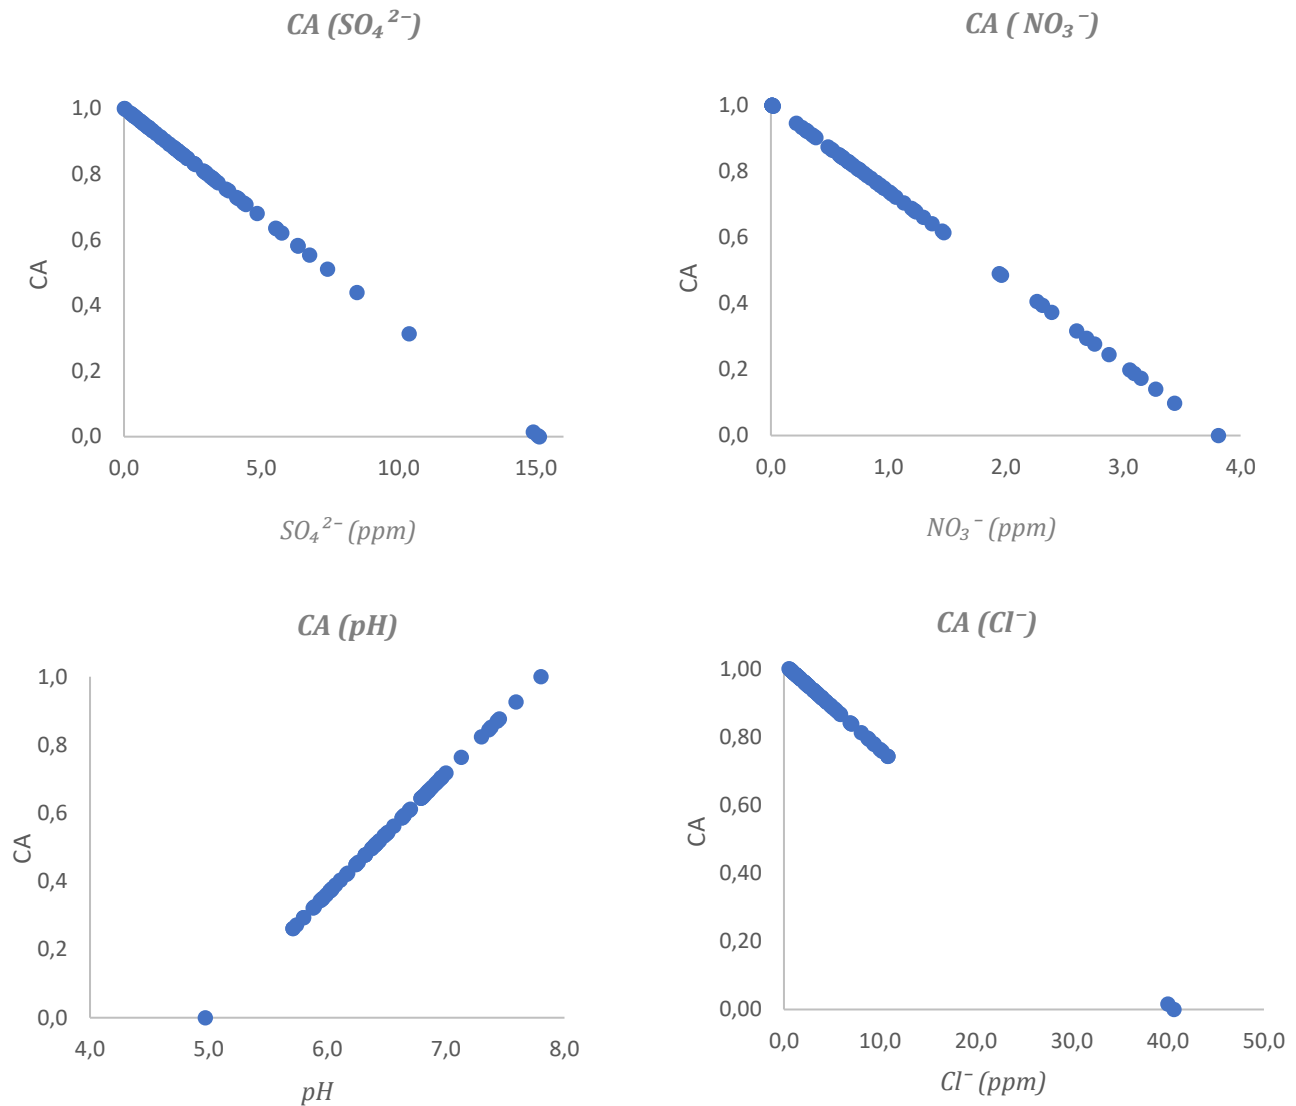 CA (SO₄²⁻)
1,0
0,8
0,6
0,4
0,2
0,0
CA
0,0 5,0 10,0 15,0
SO₄²⁻ (ppm)
CA ( NO₃⁻)
1,0
0,8
0,6
0,4
0,2
0,0
CA
0,0 1,0 2,0 3,0 4,0
NO₃⁻ (ppm)
CA (pH)
1,0
0,8
0,6
0,4
0,2
0,0
CA
4,0 5,0 6,0 7,0 8,0
pH
CA (Cl⁻)
1,00
0,80
0,60
0,40
0,20
0,00
CA
0,0 10,0 20,0 30,0 40,0 50,0
Cl⁻ (ppm)